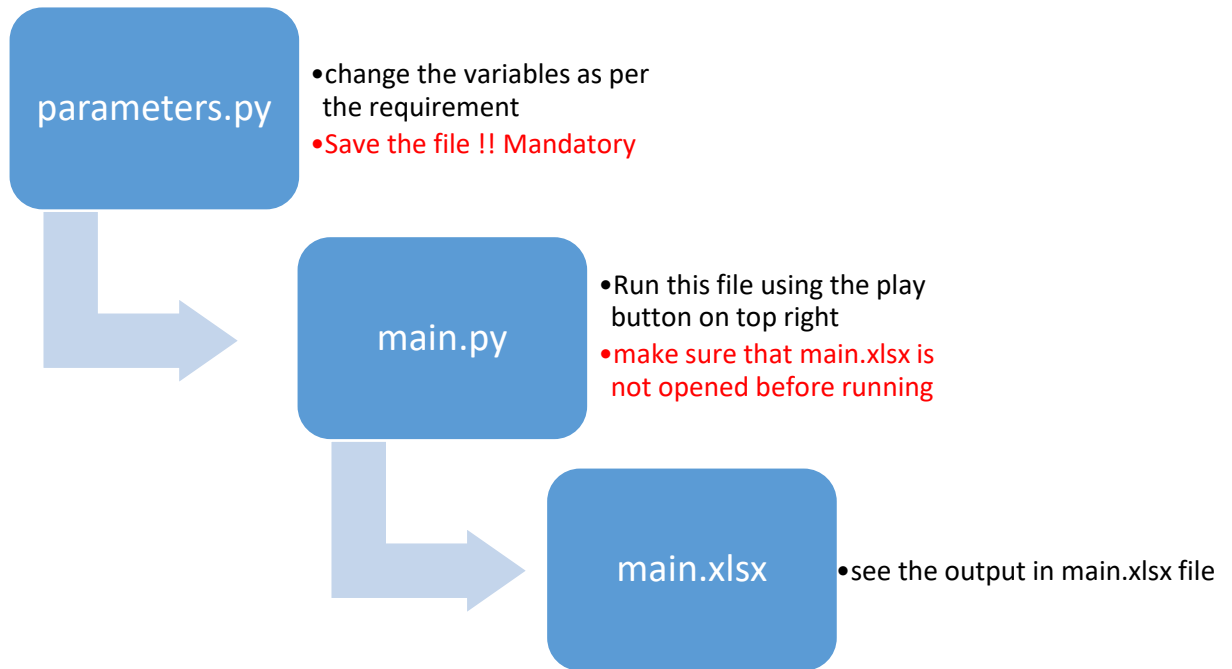 parameters.py
•change the variables as per
the requirement
•Save the file !! Mandatory
main.py
•Run this file using the play
button on top right
•make sure that main.xlsx is
not opened before running
main.xlsx
•see the output in main.xlsx file